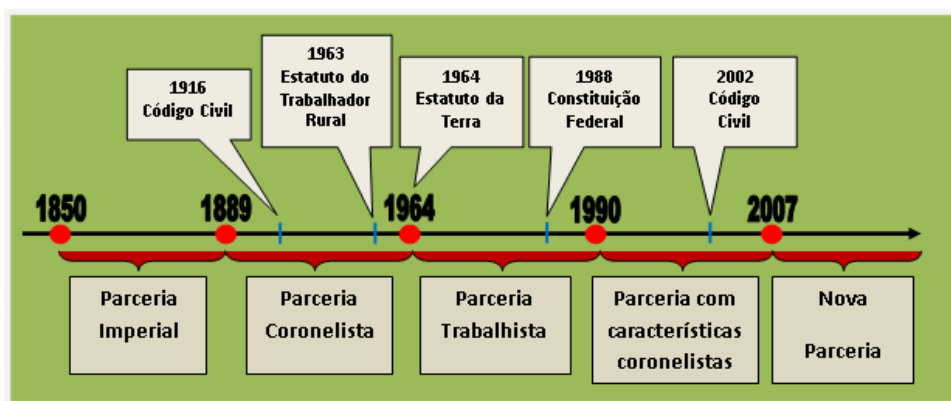 1916
Código Civil
1963
Estatuto do
Trabalhador
Rural
1964
Estatuto da
Terra
1988
Constituição
Federal
2002
Código
Civil
1850
1889
1964
1990
2007
Parceria
Imperial
Parceria
Coronelista
Parceria
Trabalhista
Parceria com
características
coronelistas
Nova
Parceria